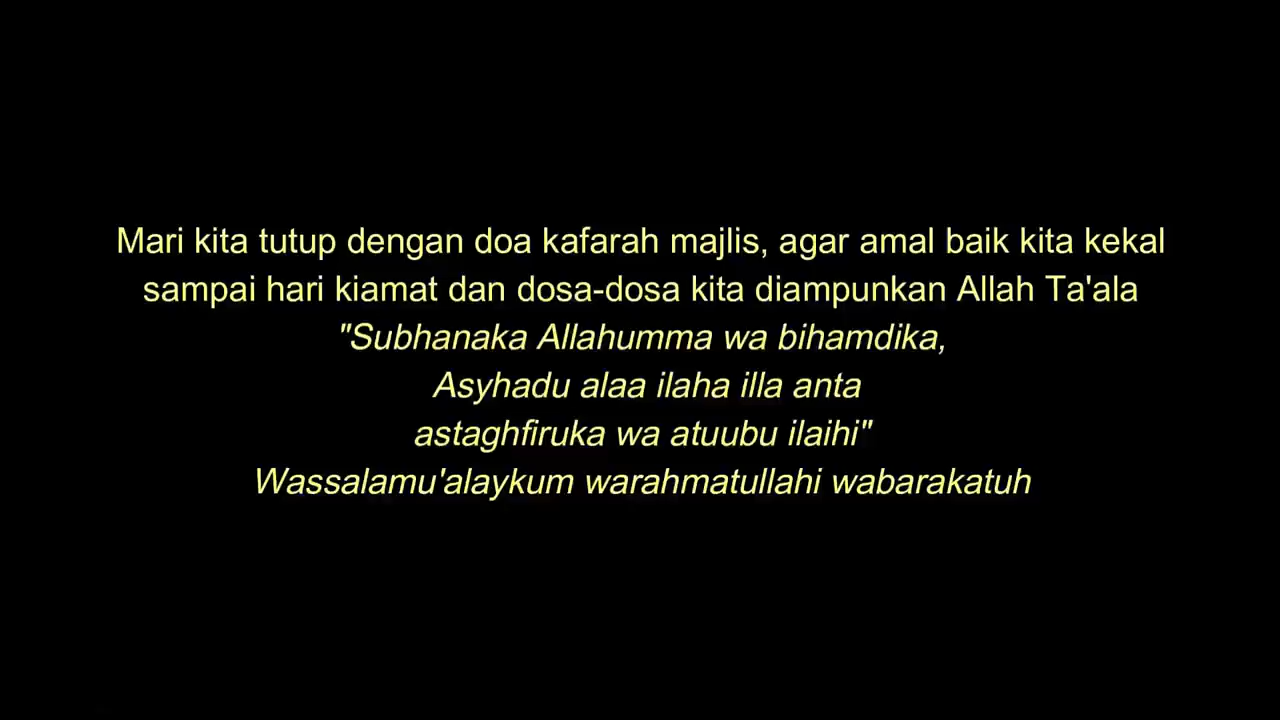 Mari kita tutup dengan doa kafarah majlis, agar amal baik kita kekal
sampai hari kiamat dan dosa-dosa kita diampunkan Allah Ta'ala
"Subhanaka Allahumma wa bihamdika,
Asyhadu alaa ilaha illa anta
astaghfiruka wa atuubu ilaihi"
Wassalamu'alaykum warahmatullahi wabarakatuh